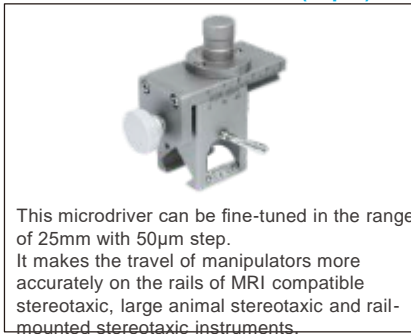 This microdriver can be fine-tuned in the range
of 25mm with 50µm step.
It makes the travel of manipulators more
accurately on the rails of MRI compatible
stereotaxic, large animal stereotaxic and rail-
mounted stereotaxic instruments.